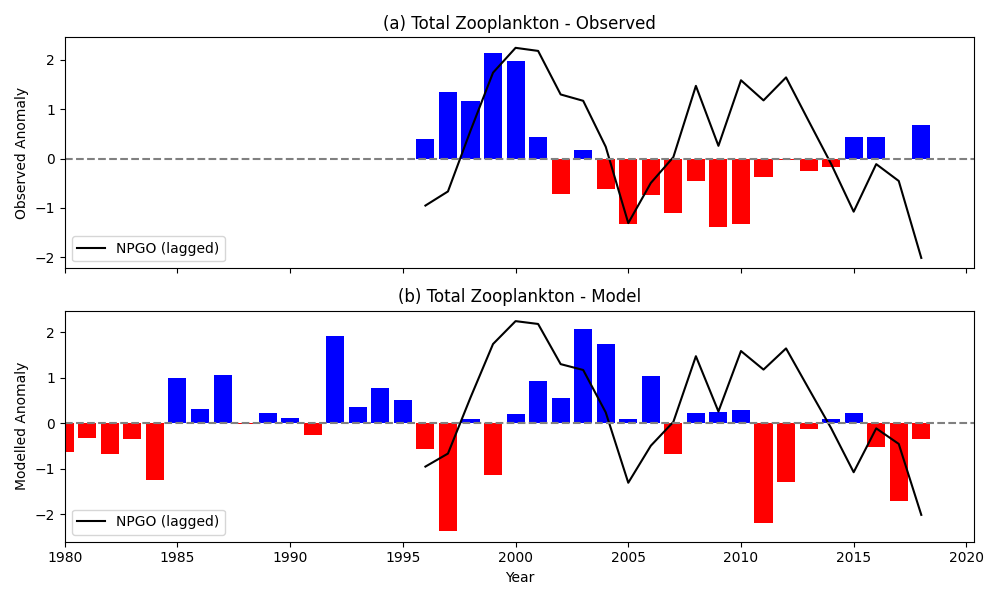 (a) Total Zooplankton - Observed
Observed Anomaly
2
1
0
−1
−2
NPGO (lagged)
(b) Total Zooplankton - Model
Modelled Anomaly
2
1
0
−1
−2
NPGO (lagged)
1980 1985 1990 1995 2000 2005 2010 2015 2020
Year